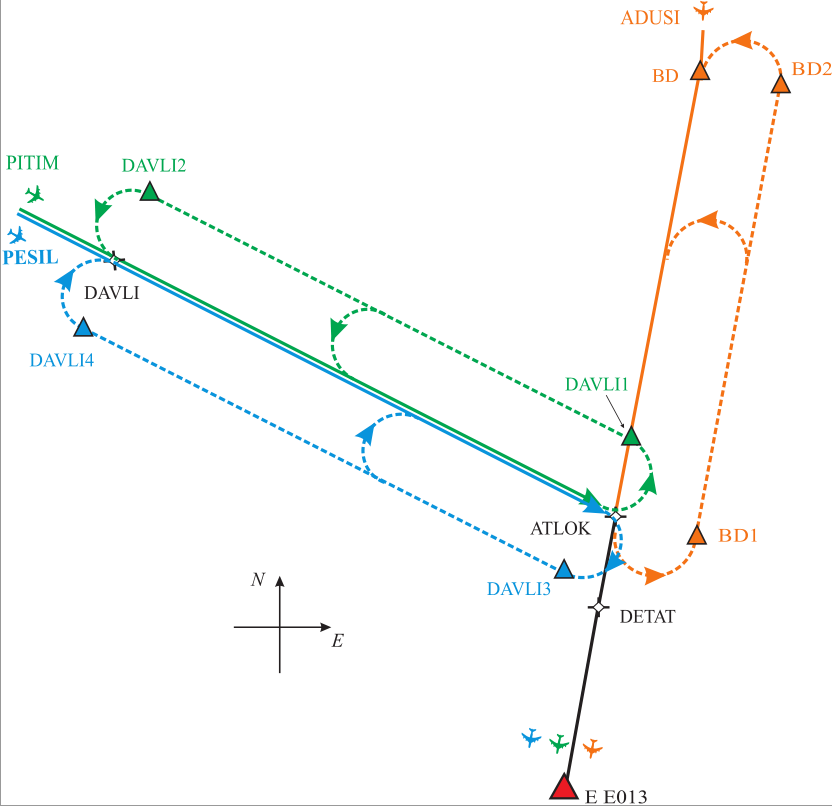 ADUSI
BD
BD2
PITIM
DAVLI2
PESIL
DAVLI
DAVLI4
DAVLI1
ATLOK
BD1
DAVLI3
N
E
DETAT
E E013